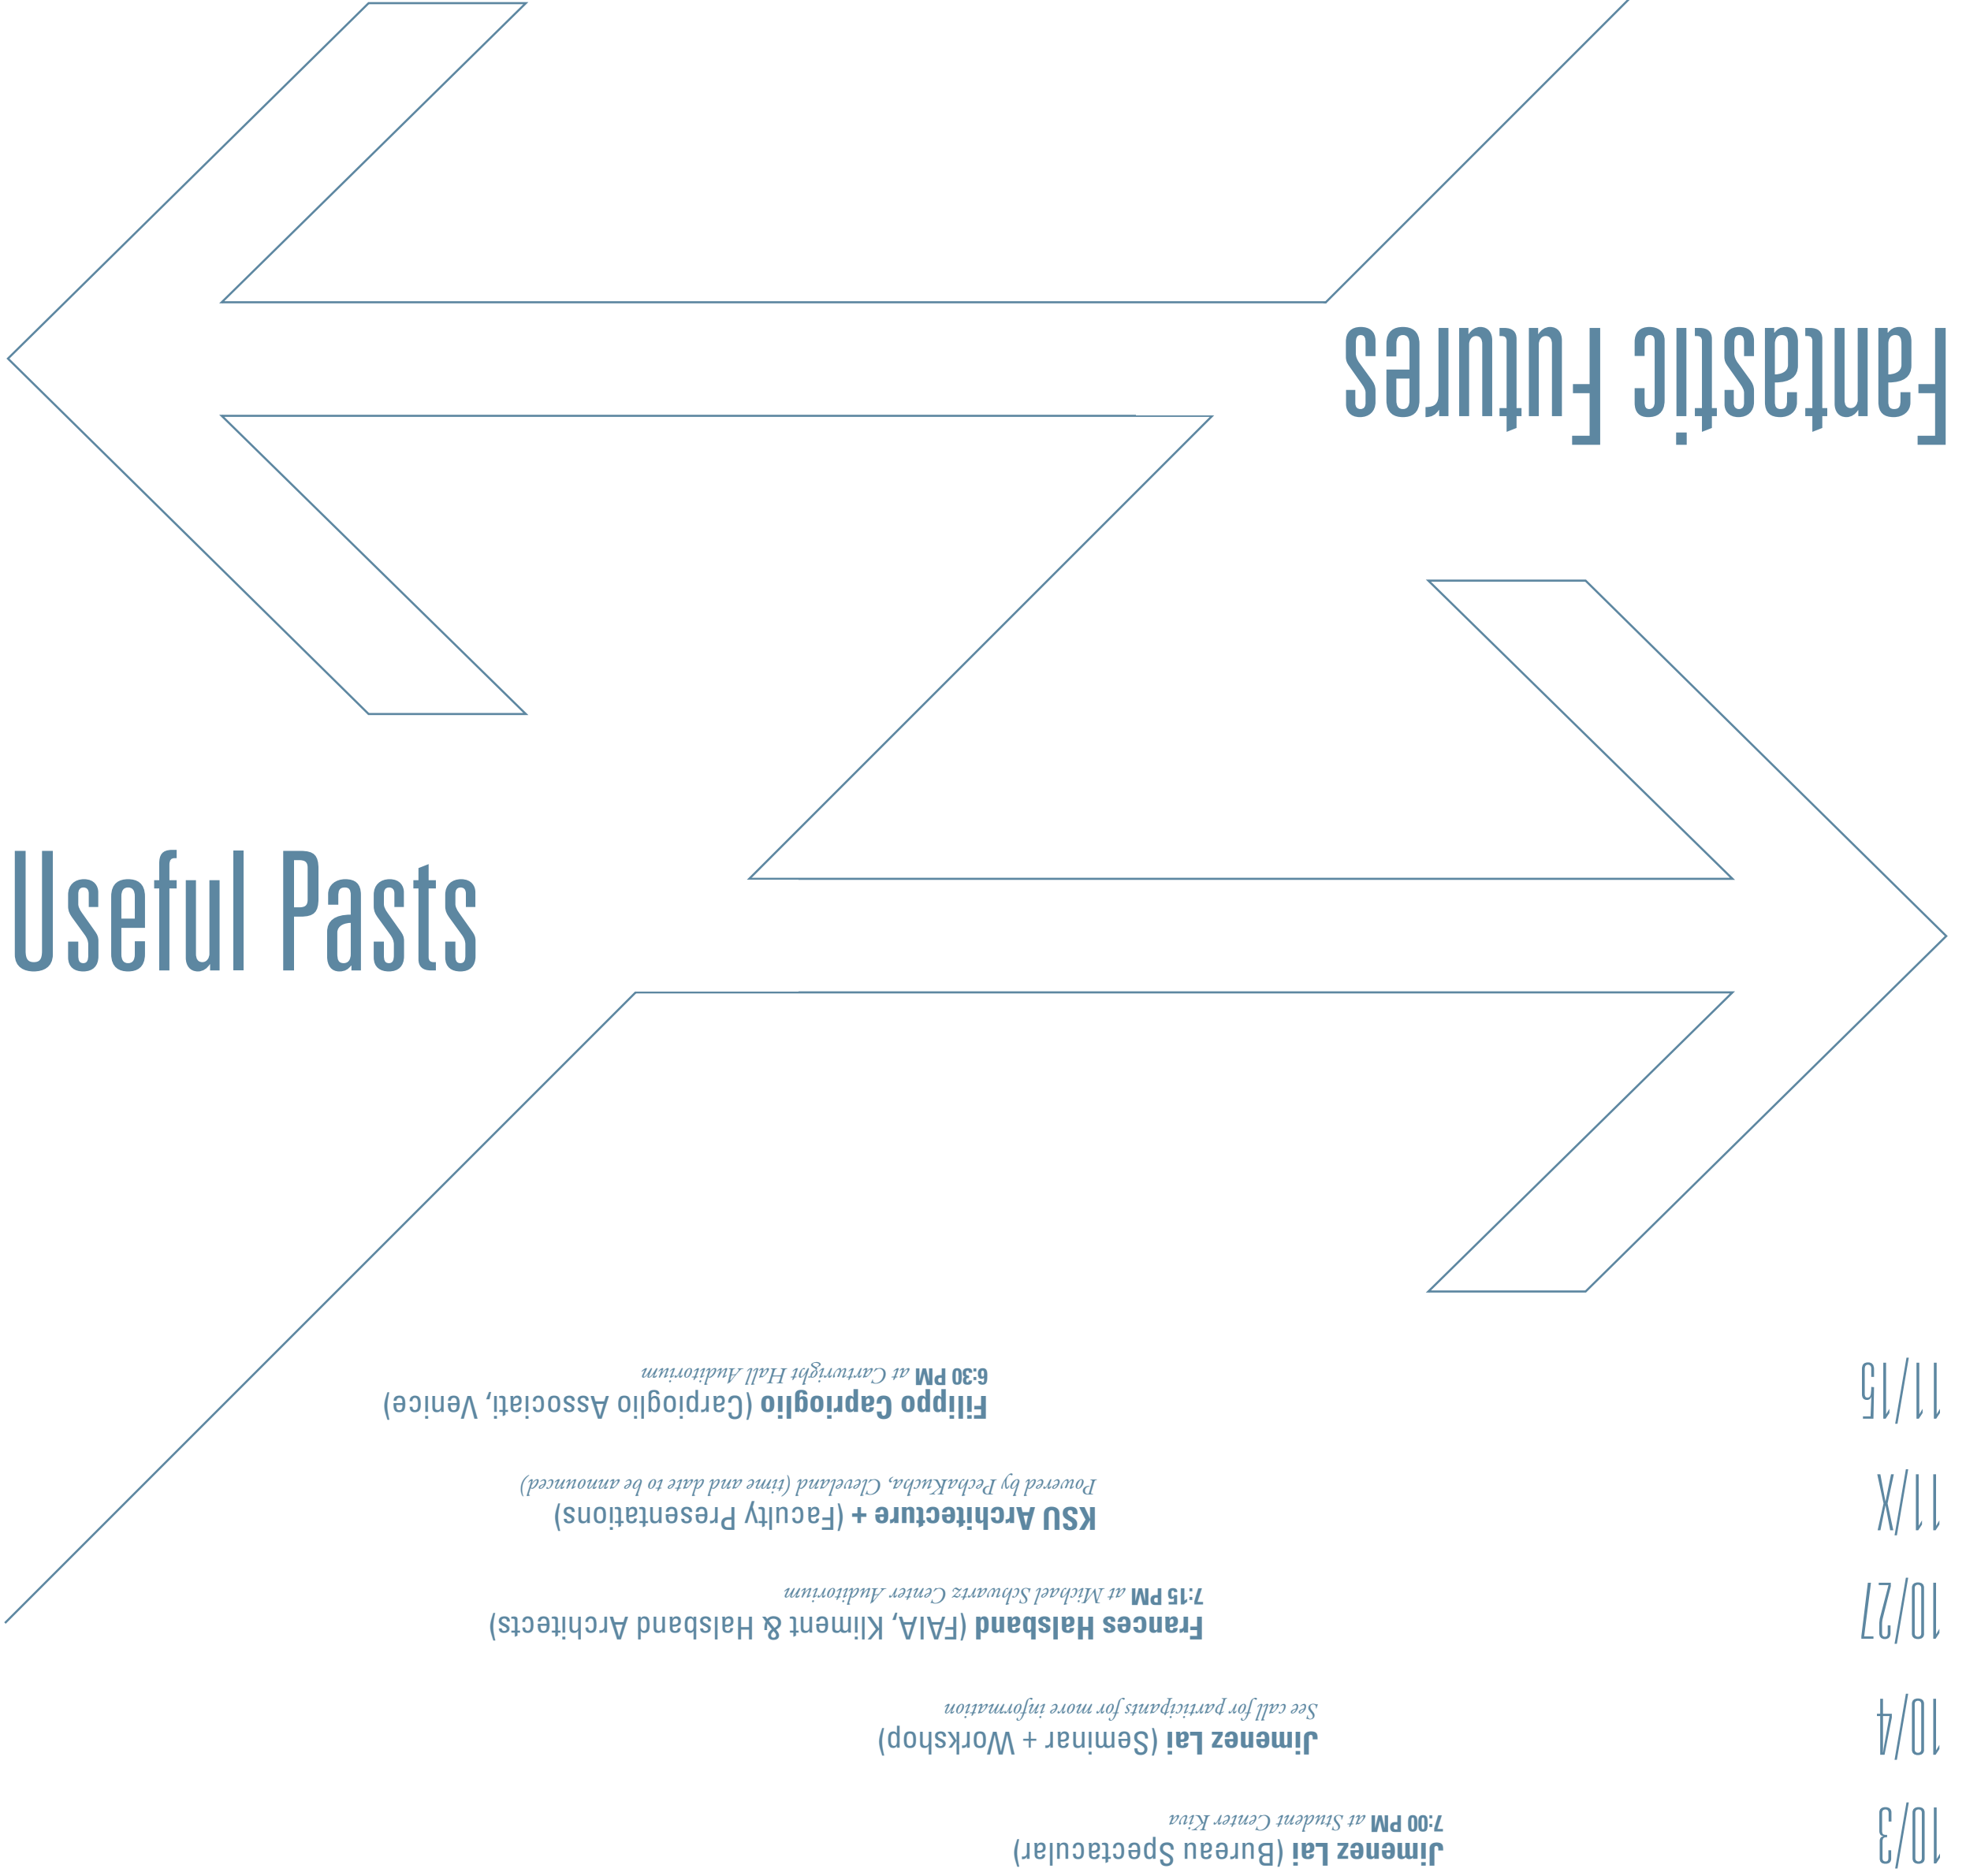 Useful Pasts
Fantastic Futures
10/3
Jimenez Lai (Bureau Spectacular)
7:00 PM at Student Center Kiva
10/4
Jimenez Lai (Seminar + Workshop)
See call for participants for more information
10/27
Frances Halsband (FAIA, Kliment & Halsband Architects)
7:15 PM at Michael Schwartz Center Auditorium
11/X
KSU Architecture + (Faculty Presentations)
Powered by PechaKucha, Cleveland (time and date to be announced)
11/15
Filippo Caprioglio (Carpioglio Associati, Venice)
6:30 PM at Cartwright Hall Auditorium